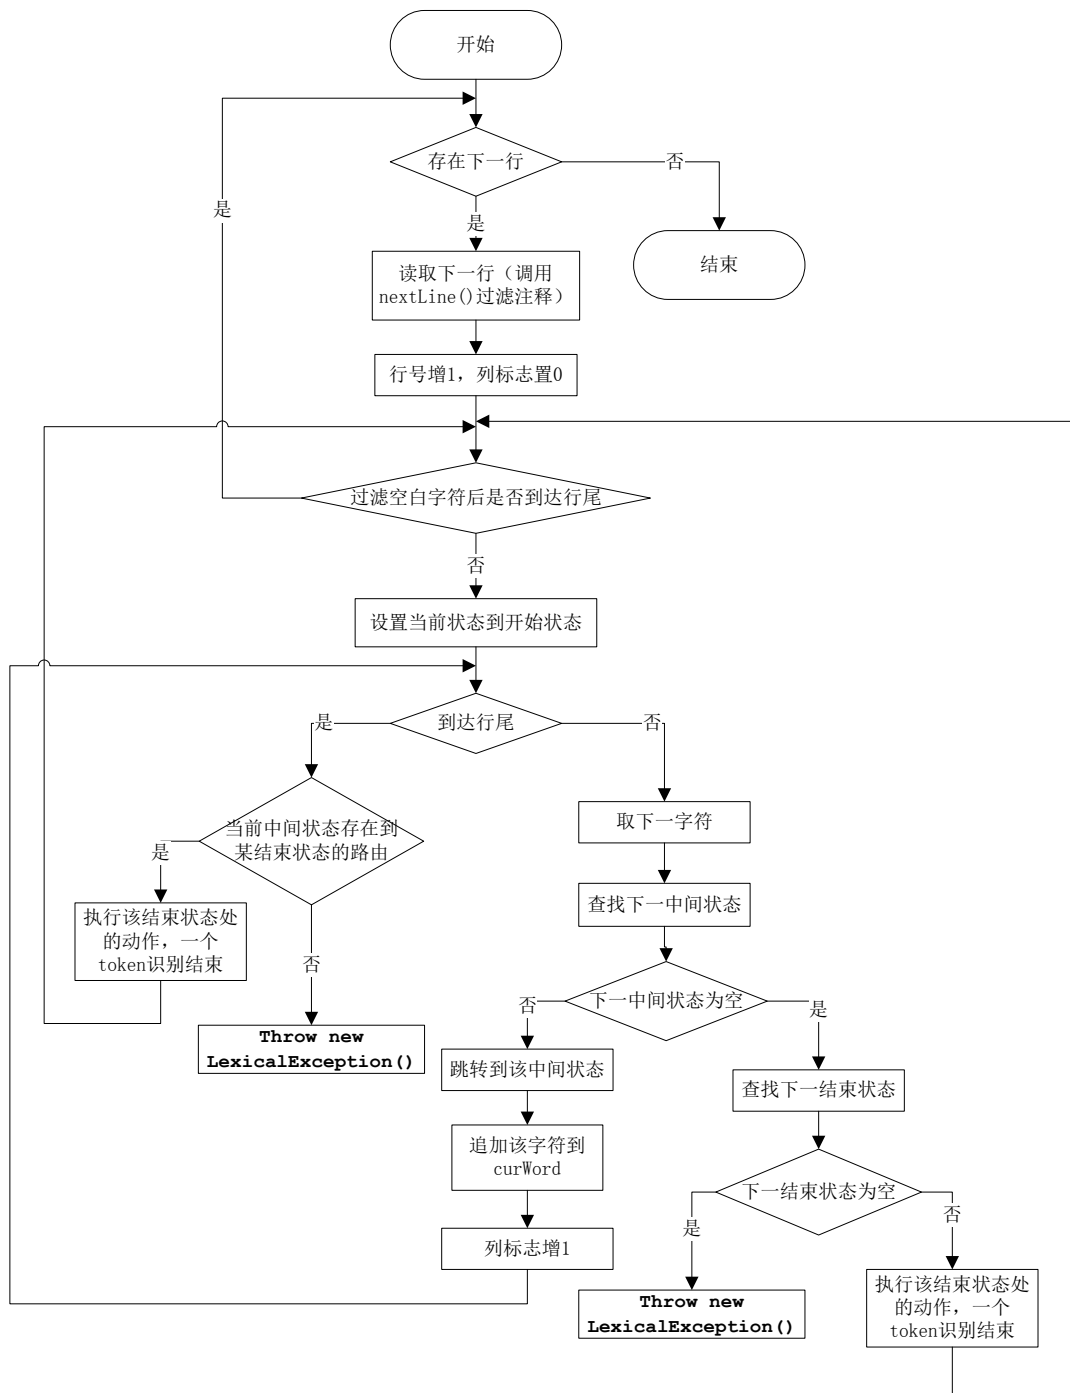 开始
存在下一行
否
是
是
读取下一行（调用
nextLine()过滤注释）
结束
行号增1，列标志置0
过滤空白字符后是否到达行尾
否
设置当前状态到开始状态
到达行尾
是
否
当前中间状态存在到
某结束状态的路由
取下一字符
是
查找下一中间状态
执行该结束状态处
的动作，一个
token识别结束
否
下一中间状态为空
否
是
Throw new
LexicalException()
跳转到该中间状态
查找下一结束状态
追加该字符到
curWord
下一结束状态为空
是
否
列标志增1
Throw new
LexicalException()
执行该结束状态处
的动作，一个
token识别结束